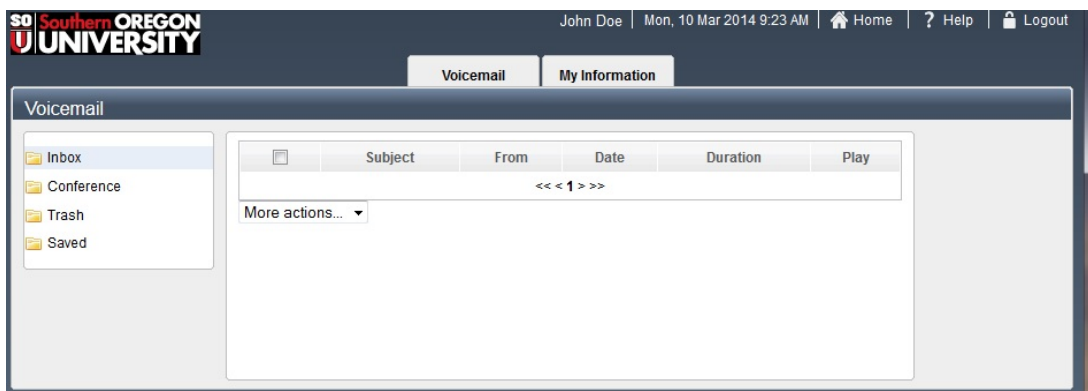 SO Southern OREGON
U UNIVERSITY
John Doe | Mon, 10 Mar 2014 9:23 AM | Home | ? Help | Logout
Voicemail My Information
Voicemail
Inbox
Conference
Trash
Saved
Subject From Date Duration Play
<< < 1 > >>
More actions...